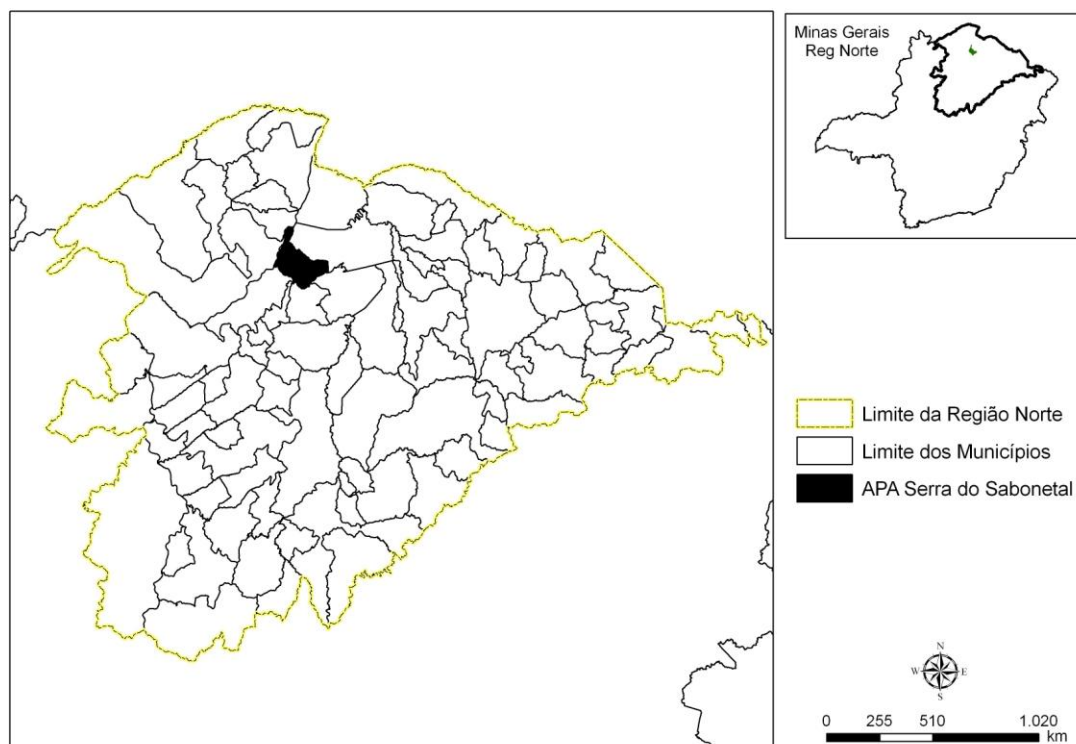 Minas Gerais
Reg Norte
Limite da Região Norte
Limite dos Municípios
APA Serra do Sabonetal
N
W E
S
0 255 510 1.020
km